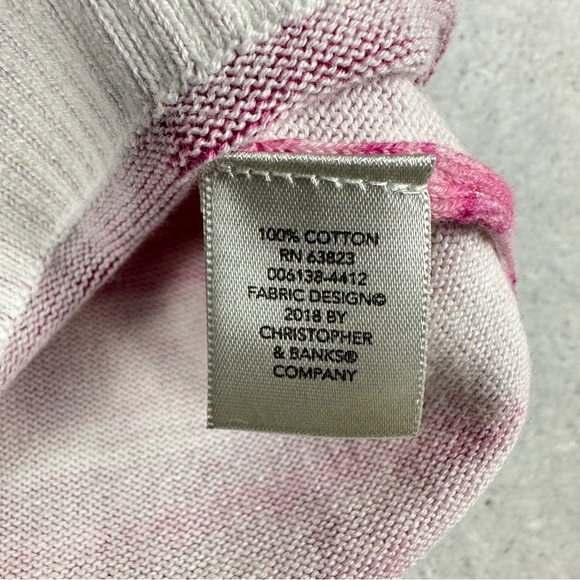 100% COTTON
RN 63823
006138-4412
FABRIC DESIGN©
2018 BY
CHRISTOPHER
& BANKS®
COMPANY